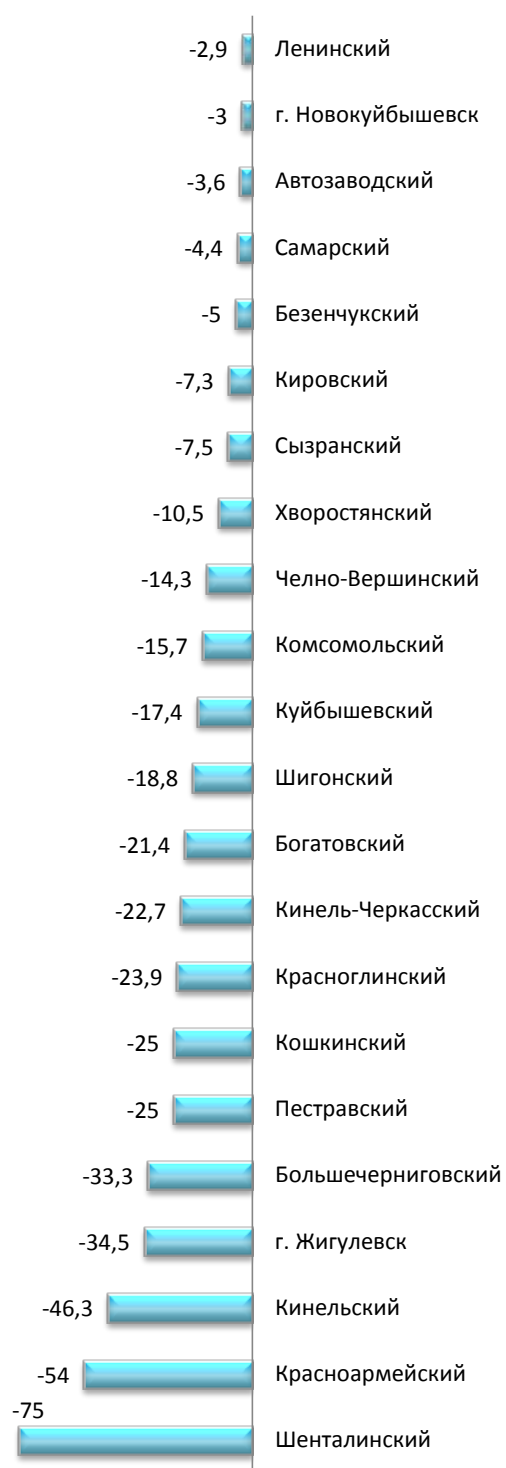 -2,9 Ленинский
-3 г. Новокуйбышевск
-3,6 Автозаводский
-4,4 Самарский
-5 Безенчукский
-7,3 Кировский
-7,5 Сызранский
-10,5 Хворостянский
-14,3 Челно-Вершинский
-15,7 Комсомольский
-17,4 Куйбышевский
-18,8 Шигонский
-21,4 Богатовский
-22,7 Кинель-Черкасский
-23,9 Красноглинский
-25 Кошкинский
-25 Пестравский
-33,3 Большечерниговский
-34,5 г. Жигулевск
-46,3 Кинельский
-54 Красноармейский
-75 Шенталинский